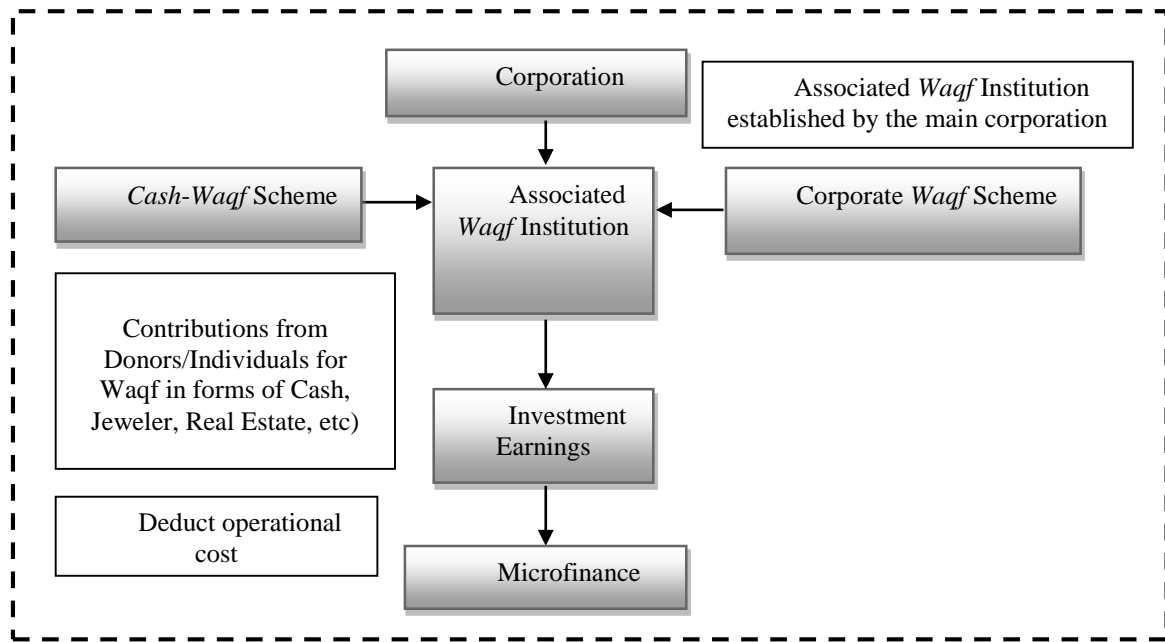 Corporation
Associated Waqf Institution
established by the main corporation
Cash-Waqf Scheme
Associated
Waqf Institution
Corporate Waqf Scheme
Contributions from
Donors/Individuals for
Waqf in forms of Cash,
Jeweler, Real Estate, etc)
Investment
Earnings
Deduct operational
cost
Microfinance